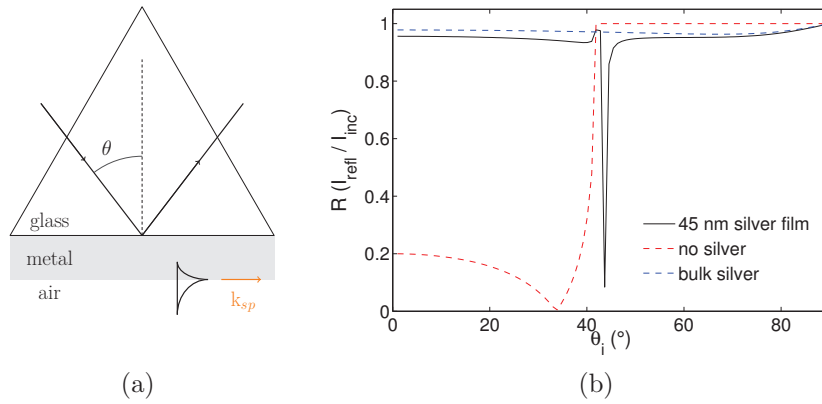 θ
glass
metal
air
k_sp
(a)
1
0.8
0.6
0.4
0.2
0
R (I_refl / I_inc)
45 nm silver film
no silver
bulk silver
0
20
40
60
80
θ_i (°)
(b)